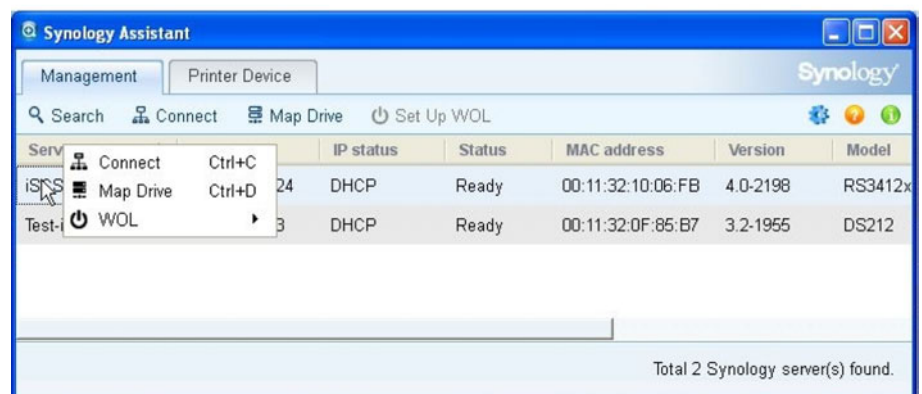 Synology Assistant
Management Printer Device Synology
Search Connect Map Drive Set Up WOL
IP status Status MAC address Version Model
Connect Ctrl+C
24 DHCP Ready 00:11:32:10:06:FB 4.0-2198 RS3412x
Map Drive Ctrl+D
WOL
Test-i 3 DHCP Ready 00:11:32:0F:85:B7 3.2-1955 DS212
Total 2 Synology server(s) found.